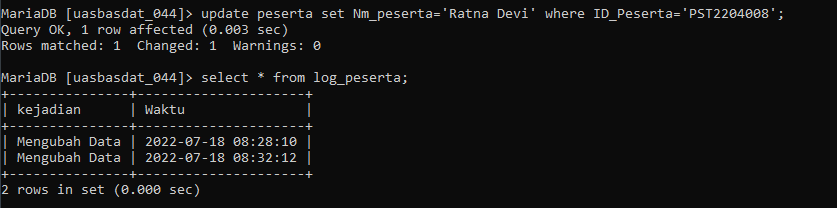 MariaDB [uasbasdat_044]> update peserta set Nm_peserta='Ratna Devi' where ID_Peserta='PST2204008';
Query OK, 1 row affected (0.003 sec)
Rows matched: 1  Changed: 1  Warnings: 0

MariaDB [uasbasdat_044]> select * from log_peserta;
+---------------+---------------------+
| kejadian      | Waktu               |
+---------------+---------------------+
| Mengubah Data | 2022-07-18 08:28:10 |
| Mengubah Data | 2022-07-18 08:32:12 |
+---------------+---------------------+
2 rows in set (0.000 sec)